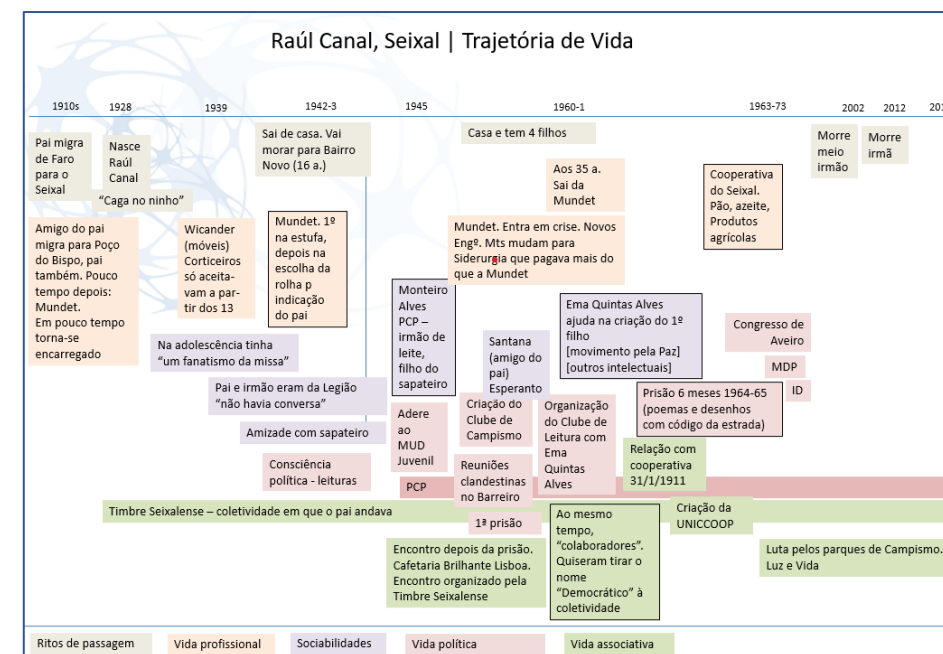 Raúl Canal, Seixal | Trajetória de Vida
1910s
1928
1939
1942-3
1945
1960-1
1963-73
2002
2012
Pai migra
de Faro
para o
Seixal
Nasce
Raúl
Canal
“Caga no ninho”
Sai de casa. Vai
morar para Bairro
Novo (16 a.)
Casa e tem 4 filhos
Morre
meio
irmão
Morre
irmã
Amigo do pai
migra para Poço
do Bispo, pai
também. Pouco
tempo depois:
Mundet.
Em pouco tempo
torna-se
encarregado
Wicander
(móveis)
Corticeiros
só aceita-
vam a par-
tir dos 13
Mundet. 1º
na estufa,
depois na
escolha da
rolha p
indicação
do pai
Aos 35 a.
Sai da
Mundet
Mundet. Entra em crise. Novos
Engº. Mts mudam para
Siderurgia que pagava mais do
que a Mundet
Cooperativa
do Seixal.
Pão, azeite,
Produtos
agrícolas
Na adolescência tinha
“um fanatismo da missa”
Pai e irmão eram da Legião
“não havia conversa”
Amizade com sapateiro
Monteiro
Alves
PCP –
irmão de
leite,
filho do
sapateiro
Santana
(amigo do
pai)
Esperanto
Ema Quintas Alves
ajuda na criação do 1º
filho
[movimento pela Paz]
[outros intelectuais]
Congresso de
Aveiro
MDP
ID
Prisão 6 meses 1964-65
(poemas e desenhos
com código da estrada)
Consciência
política - leituras
Adere
ao
MUD
Juvenil
Criação do
Clube de
Campismo
Reuniões
clandestinas
no Barreiro
1ª prisão
Organização
do Clube de
Leitura com
Ema
Quintas
Alves
PCP
Relação com
cooperativa
31/1/1911
Timbre Seixalense – coletividade em que o pai andava
Criação da
UNICCOOP
Encontro depois da prisão.
Cafetaria Brilhante Lisboa.
Encontro organizado pela
Timbre Seixalense
Ao mesmo
tempo,
“colaboradores”.
Quiseram tirar o
nome
“Democrático” à
coletividade
Luta pelos parques de Campismo.
Luz e Vida
Ritos de passagem
Vida profissional
Sociabilidades
Vida política
Vida associativa